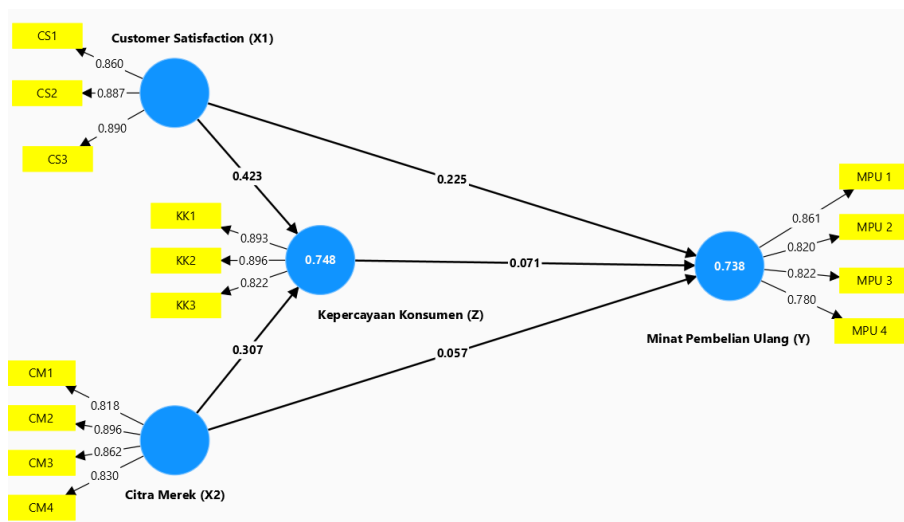 CS1
Customer Satisfaction (X1)
0.860
CS2
0.887
0.890
CS3
0.423
0.225
MPU 1
0.861
KK1
0.893
MPU 2
0.820
KK2
0.896
0.748
0.071
0.738
0.822
MPU 3
KK3
0.822
0.780
Kepercayaan Konsumen (Z)
MPU 4
Minat Pembelian Ulang (Y)
0.307
0.057
CM1
0.818
CM2
0.896
0.862
CM3
0.830
Citra Merek (X2)
CM4